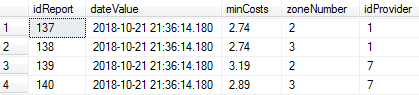 idReport dateValue minCosts zoneNumber idProvider
1 137 2018-10-21 21:36:14.180 2.74 2 1
2 138 2018-10-21 21:36:14.180 2.74 3 1
3 139 2018-10-21 21:36:14.180 3.19 2 7
4 140 2018-10-21 21:36:14.180 2.89 3 7